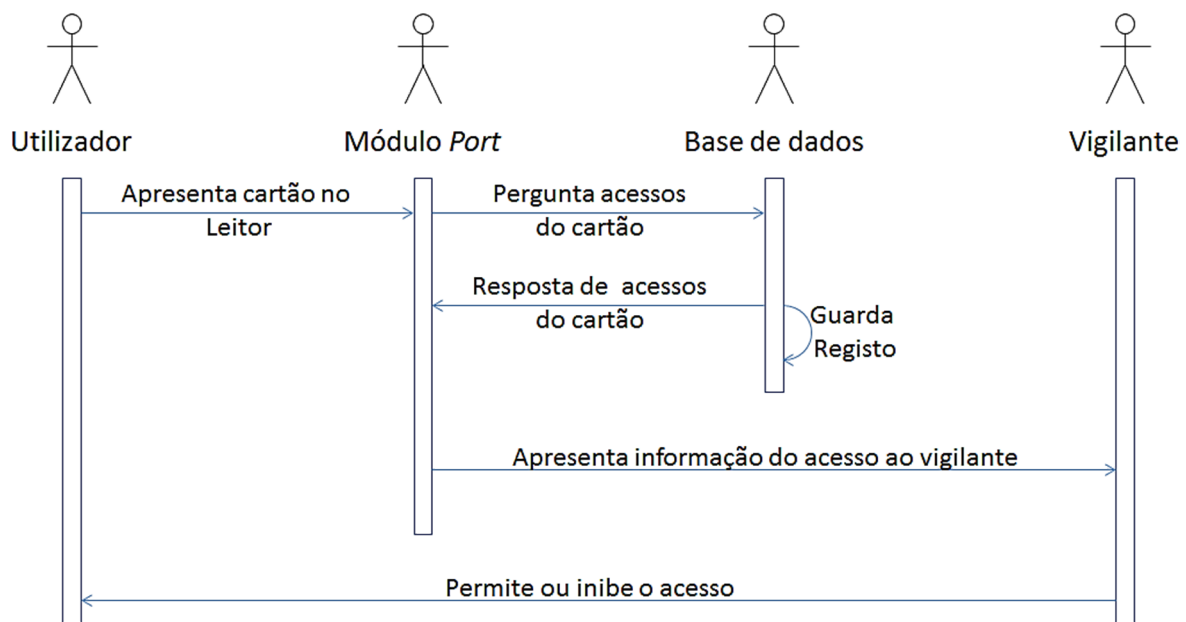 Utilizador
Módulo Port
Base de dados
Vigilante
Apresenta cartão no
Leitor
Pergunta acessos
do cartão
Resposta de acessos
do cartão
Guarda
Registo
Apresenta informação do acesso ao vigilante
Permite ou inibe o acesso